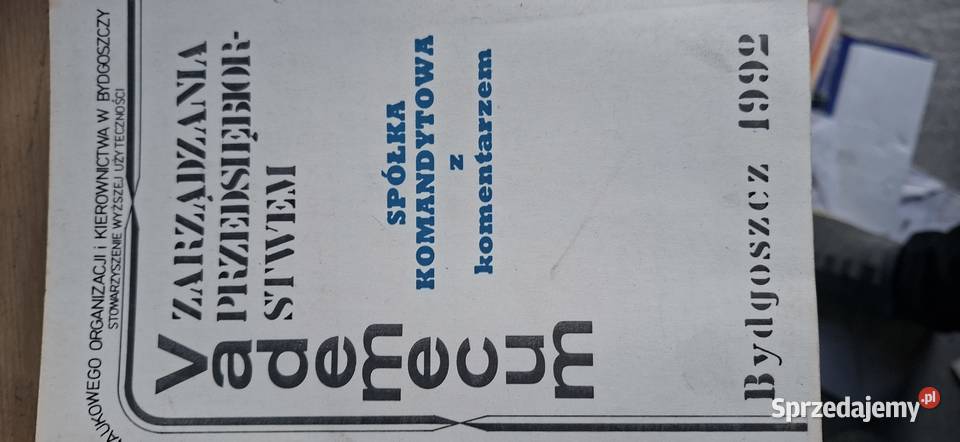 AUKOWEGO ORGANIZACJI i KIEROWNICTWA W BYDGOSZCZY
STOWARZYSZENIE WYŻSZEJ UŻYTECZNOŚCI
Vademecum
ZARZĄDZANIA
PRZEDSIĘBIOR-
STWEM
SPÓŁKA
KOMANDYTOWA
z
komentarzem
Bydgoszcz 1992
Sprzedajemy.pl